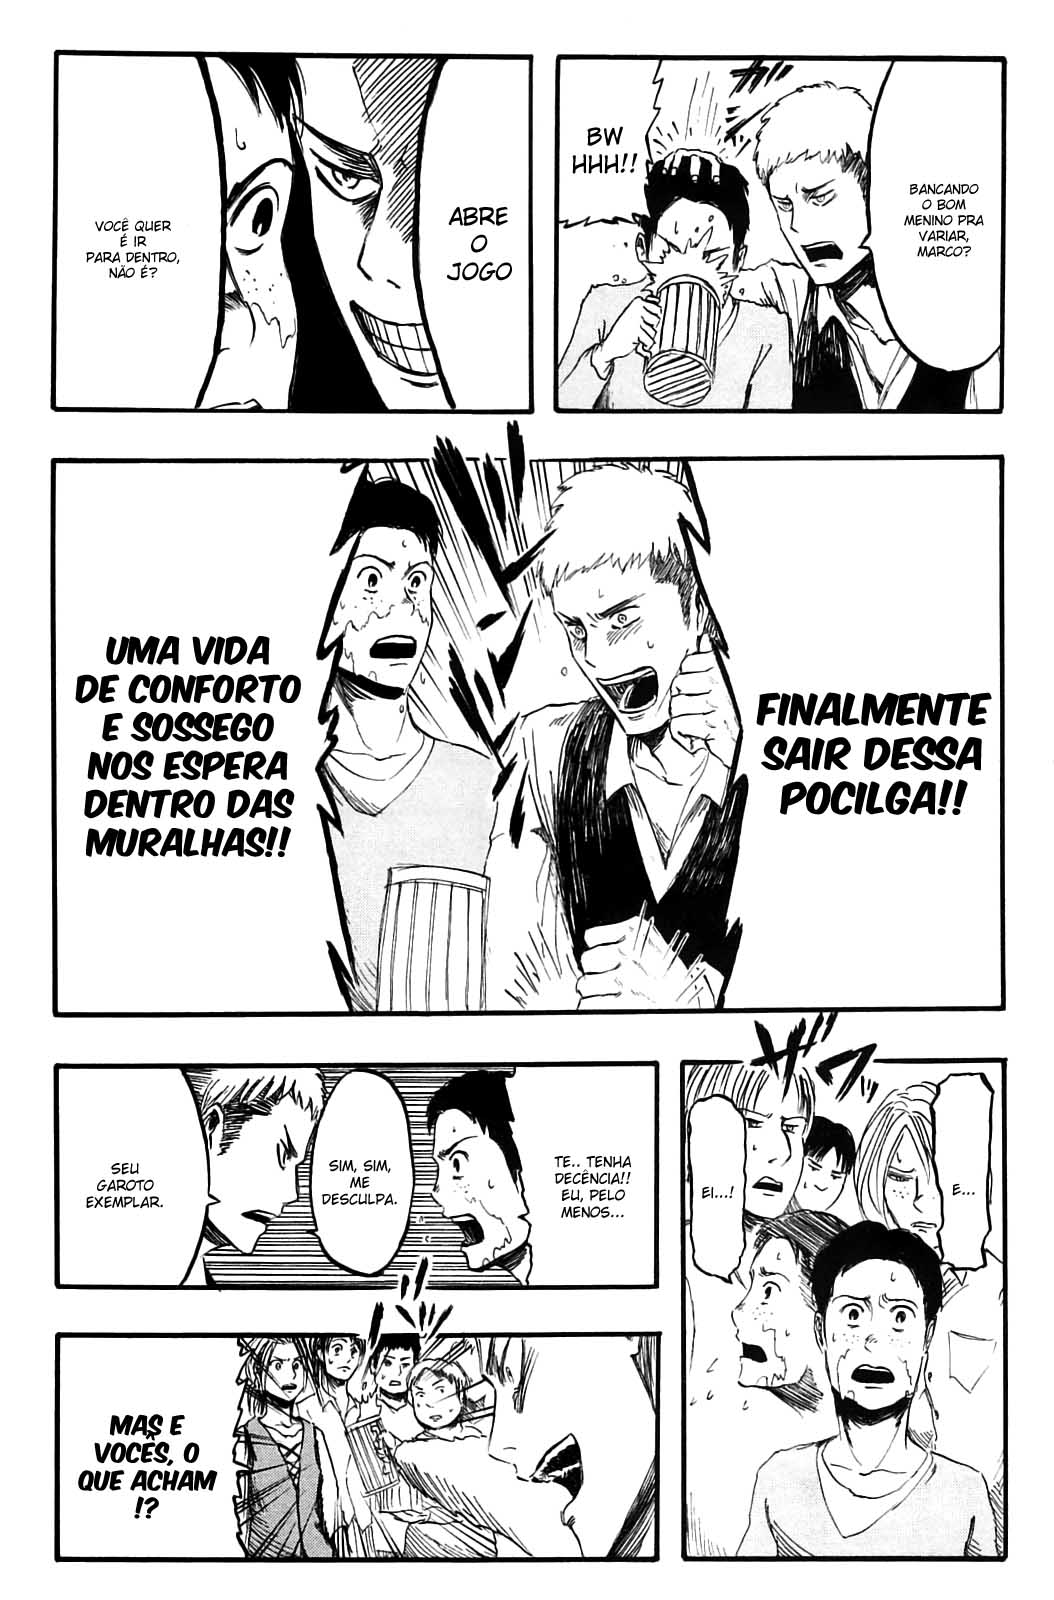 BANCANDO
O BOM
MENINO PRA
VARIAR,
MARCO?
BW
HHH!!
ABRE
O
JOGO
VOCÊ QUER
É IR
PARA DENTRO,
NÃO É?
FINALMENTE
SAIR DESSA
POCILGA!!
UMA VIDA
DE CONFORTO
E SOSSEGO
NOS ESPERA
DENTRO DAS
MURALHAS!!
E...
EI...!
TE.. TENHA
DECÊNCIA!!
EU, PELO
MENOS...
SIM, SIM,
ME
DESCULPA.
SEU
GAROTO
EXEMPLAR.
MAS E
VOCÊS, O
QUE ACHAM
!?